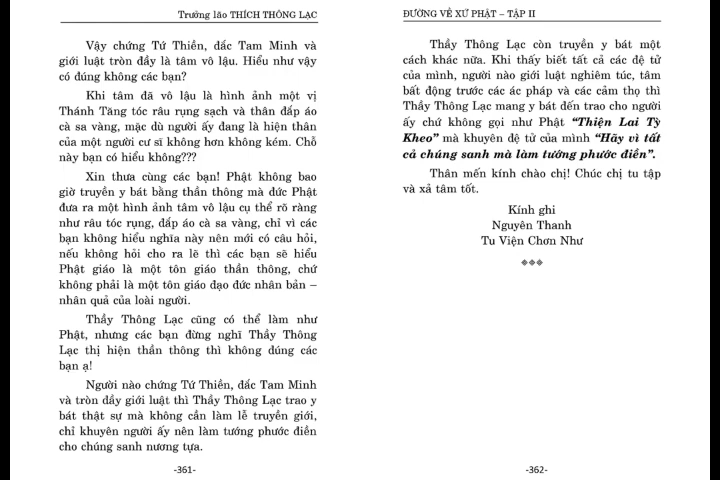 Trưởng lão THÍCH THÔNG LẠC
Vậy chứng Tứ Thiền, đắc Tam Minh và
giới luật tròn đầy là tâm vô lậu. Hiểu như vậy
có đúng không các bạn?
Khi tâm đã vô lậu là hình ảnh một vị
Thánh Tăng tóc râu rụng sạch và thân đắp áo
cà sa vàng, mặc dù người ấy đang là hiện thân
của một người cư sĩ không hơn không kém. Chỗ
này bạn có hiểu không???
Xin thưa cùng các bạn! Phật không bao
giờ truyền y bát bằng thần thông mà đức Phật
đưa ra một hình ảnh tâm vô lậu cụ thể rõ ràng
như râu tóc rụng, đắp áo cà sa vàng, chỉ vì các
bạn không hiểu nghĩa này nên mới có câu hỏi,
nếu không hỏi cho ra lẽ thì các bạn sẽ hiểu
Phật giáo là một tôn giáo thần thông, chứ
không phải là một tôn giáo đạo đức nhân bản –
nhân quả của loài người.
Thầy Thông Lạc cũng có thể làm như
Phật, nhưng các bạn đừng nghĩ Thầy Thông
Lạc thị hiện thần thông thì không đúng các
bạn ạ!
Người nào chứng Tứ Thiền, đắc Tam Minh
và tròn đầy giới luật thì Thầy Thông Lạc trao y
bát thật sự mà không cần làm lễ truyền giới,
chỉ khuyên người ấy nên làm tướng phước điền
cho chúng sanh nương tựa.
-361-
ĐƯỜNG VỀ XỨ PHẬT – TẬP II
Thầy Thông Lạc còn truyền y bát một
cách khác nữa. Khi thấy biết tất cả các đệ tử
của mình, người nào giới luật nghiêm túc, tâm
bất động trước các ác pháp và các cảm thọ thì
Thầy Thông Lạc mang y bát đến trao cho người
ấy chứ không gọi như Phật “Thiện Lai Tỳ
Kheo” mà khuyên đệ tử của mình “Hãy vì tất
cả chúng sanh mà làm tướng phước điền”.
Thân mến kính chào chị! Chúc chị tu tập
và xả tâm tốt.
Kính ghi
Nguyên Thanh
Tu Viện Chơn Như
❖❖❖
-362-